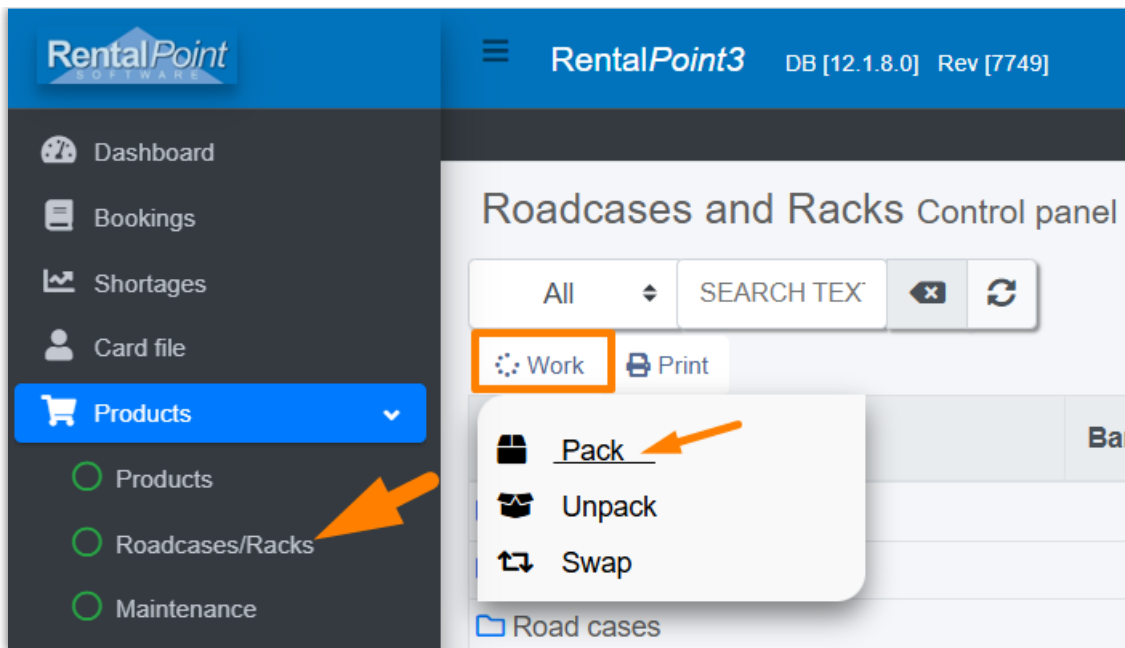 RentalPoint
SOFTWARE
RentalPoint3 DB [12.1.8.0] Rev [7749]
Dashboard
Bookings
Shortages
Card file
Products
Products
Roadcases/Racks
Maintenance
Roadcases and Racks Control panel
All SEARCH TEX
Work Print
Pack
Unpack
Swap
Road cases